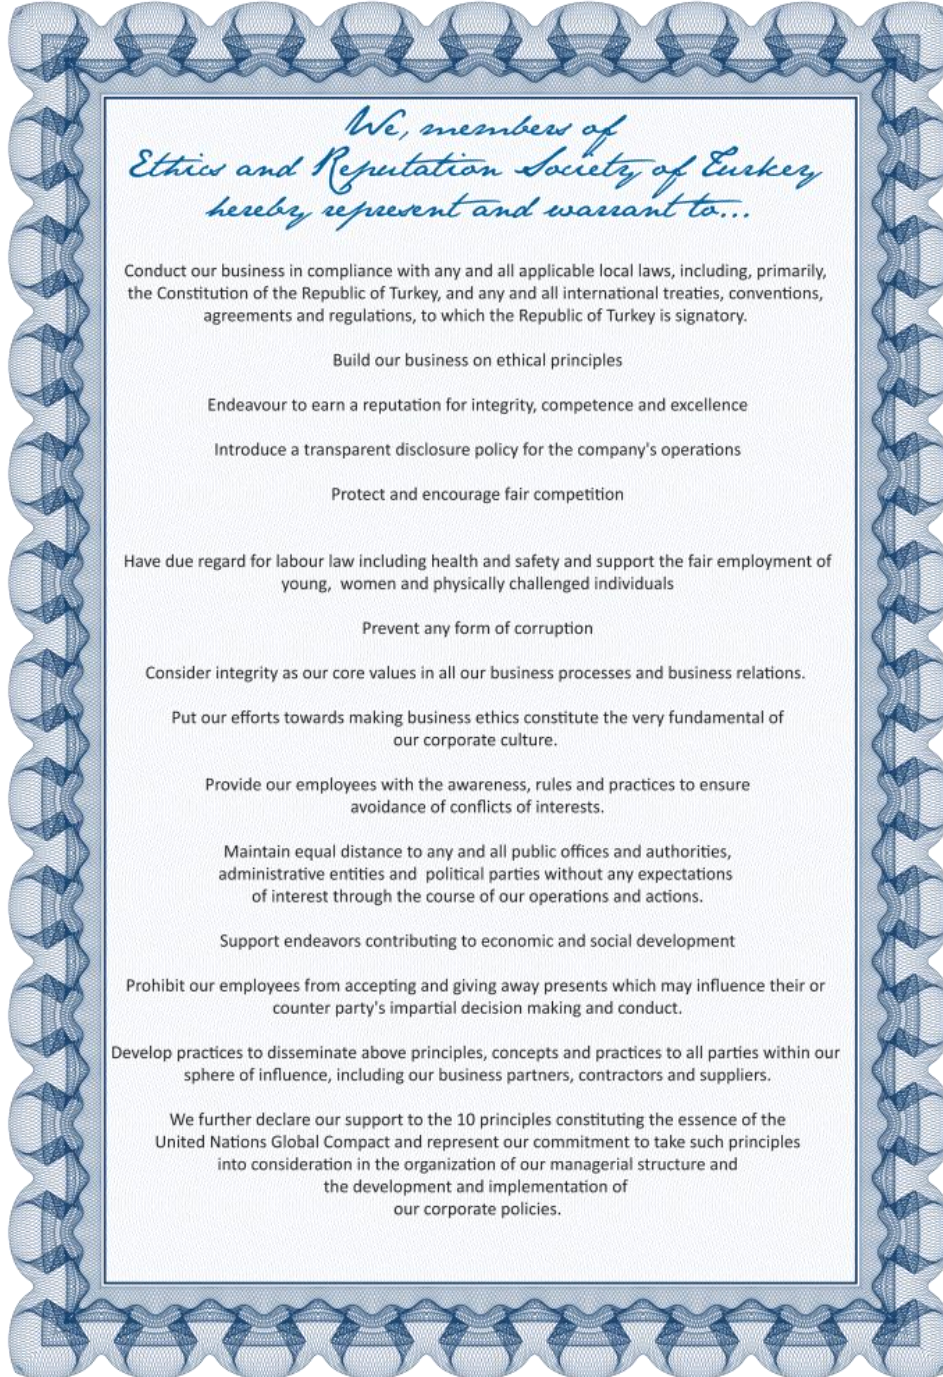 We, members of
Ethics and Reputation Society of Turkey
hereby represent and warrant to...
Conduct our business in compliance with any and all applicable local laws, including, primarily,
the Constitution of the Republic of Turkey, and any and all international treaties, conventions,
agreements and regulations, to which the Republic of Turkey is signatory.
Build our business on ethical principles
Endeavour to earn a reputation for integrity, competence and excellence
Introduce a transparent disclosure policy for the company's operations
Protect and encourage fair competition
Have due regard for labour law including health and safety and support the fair employment of
young, women and physically challenged individuals
Prevent any form of corruption
Consider integrity as our core values in all our business processes and business relations.
Put our efforts towards making business ethics constitute the very fundamental of
our corporate culture.
Provide our employees with the awareness, rules and practices to ensure
avoidance of conflicts of interests.
Maintain equal distance to any and all public offices and authorities,
administrative entities and political parties without any expectations
of interest through the course of our operations and actions.
Support endeavors contributing to economic and social development
Prohibit our employees from accepting and giving away presents which may influence their or
counter party's impartial decision making and conduct.
Develop practices to disseminate above principles, concepts and practices to all parties within our
sphere of influence, including our business partners, contractors and suppliers.
We further declare our support to the 10 principles constituting the essence of the
United Nations Global Compact and represent our commitment to take such principles
into consideration in the organization of our managerial structure and
the development and implementation of
our corporate policies.